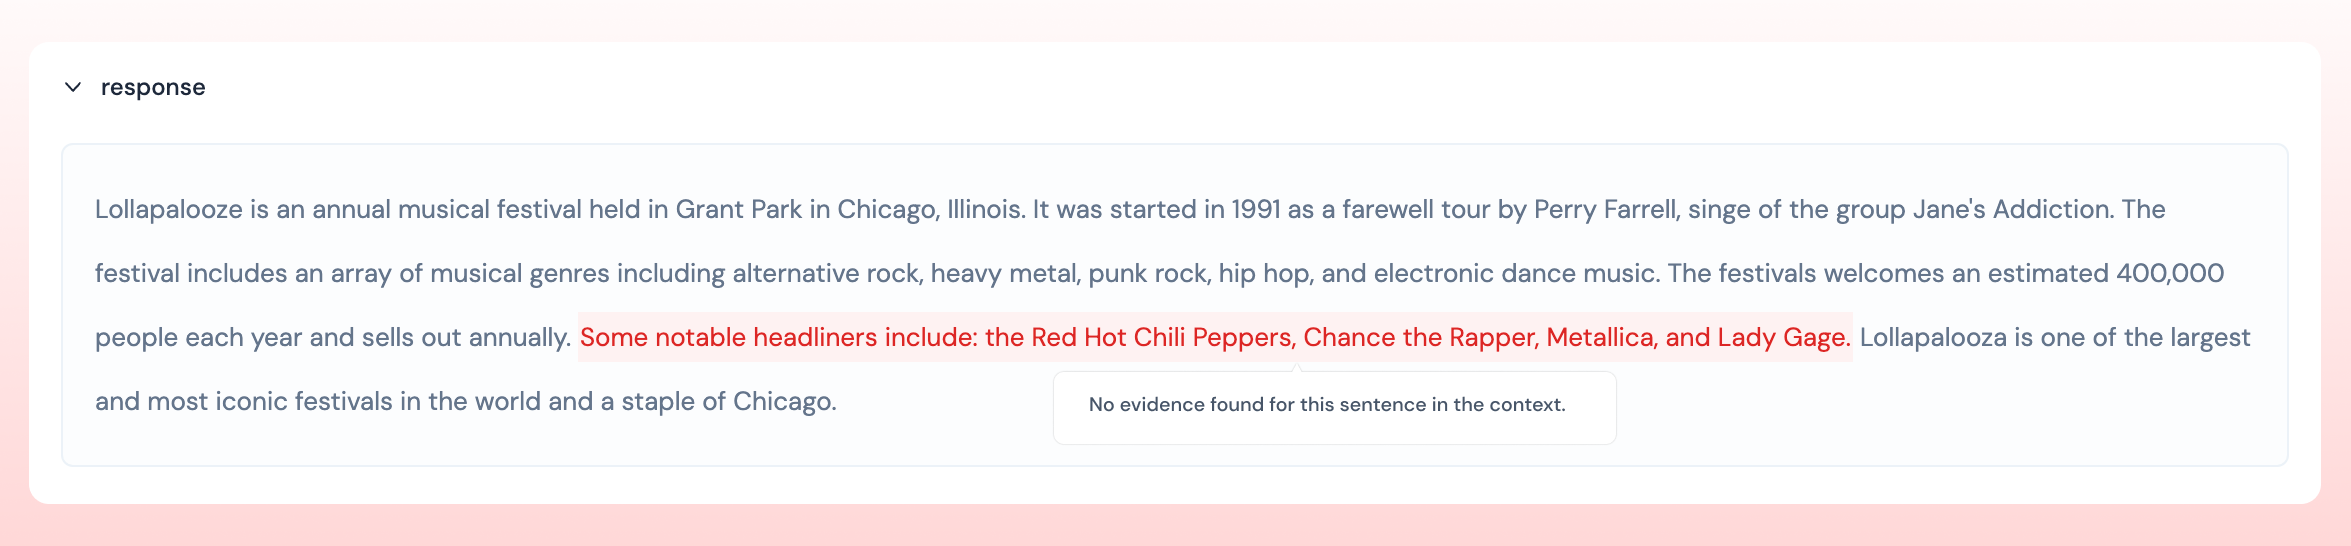 response
Lollapalooze is an annual musical festival held in Grant Park in Chicago, Illinois. It was started in 1991 as a farewell tour by Perry Farrell, singe of the group Jane's Addiction. The
festival includes an array of musical genres including alternative rock, heavy metal, punk rock, hip hop, and electronic dance music. The festivals welcomes an estimated 400,000
people each year and sells out annually. Some notable headliners include: the Red Hot Chili Peppers, Chance the Rapper, Metallica, and Lady Gage. Lollapalooza is one of the largest
and most iconic festivals in the world and a staple of Chicago.
No evidence found for this sentence in the context.